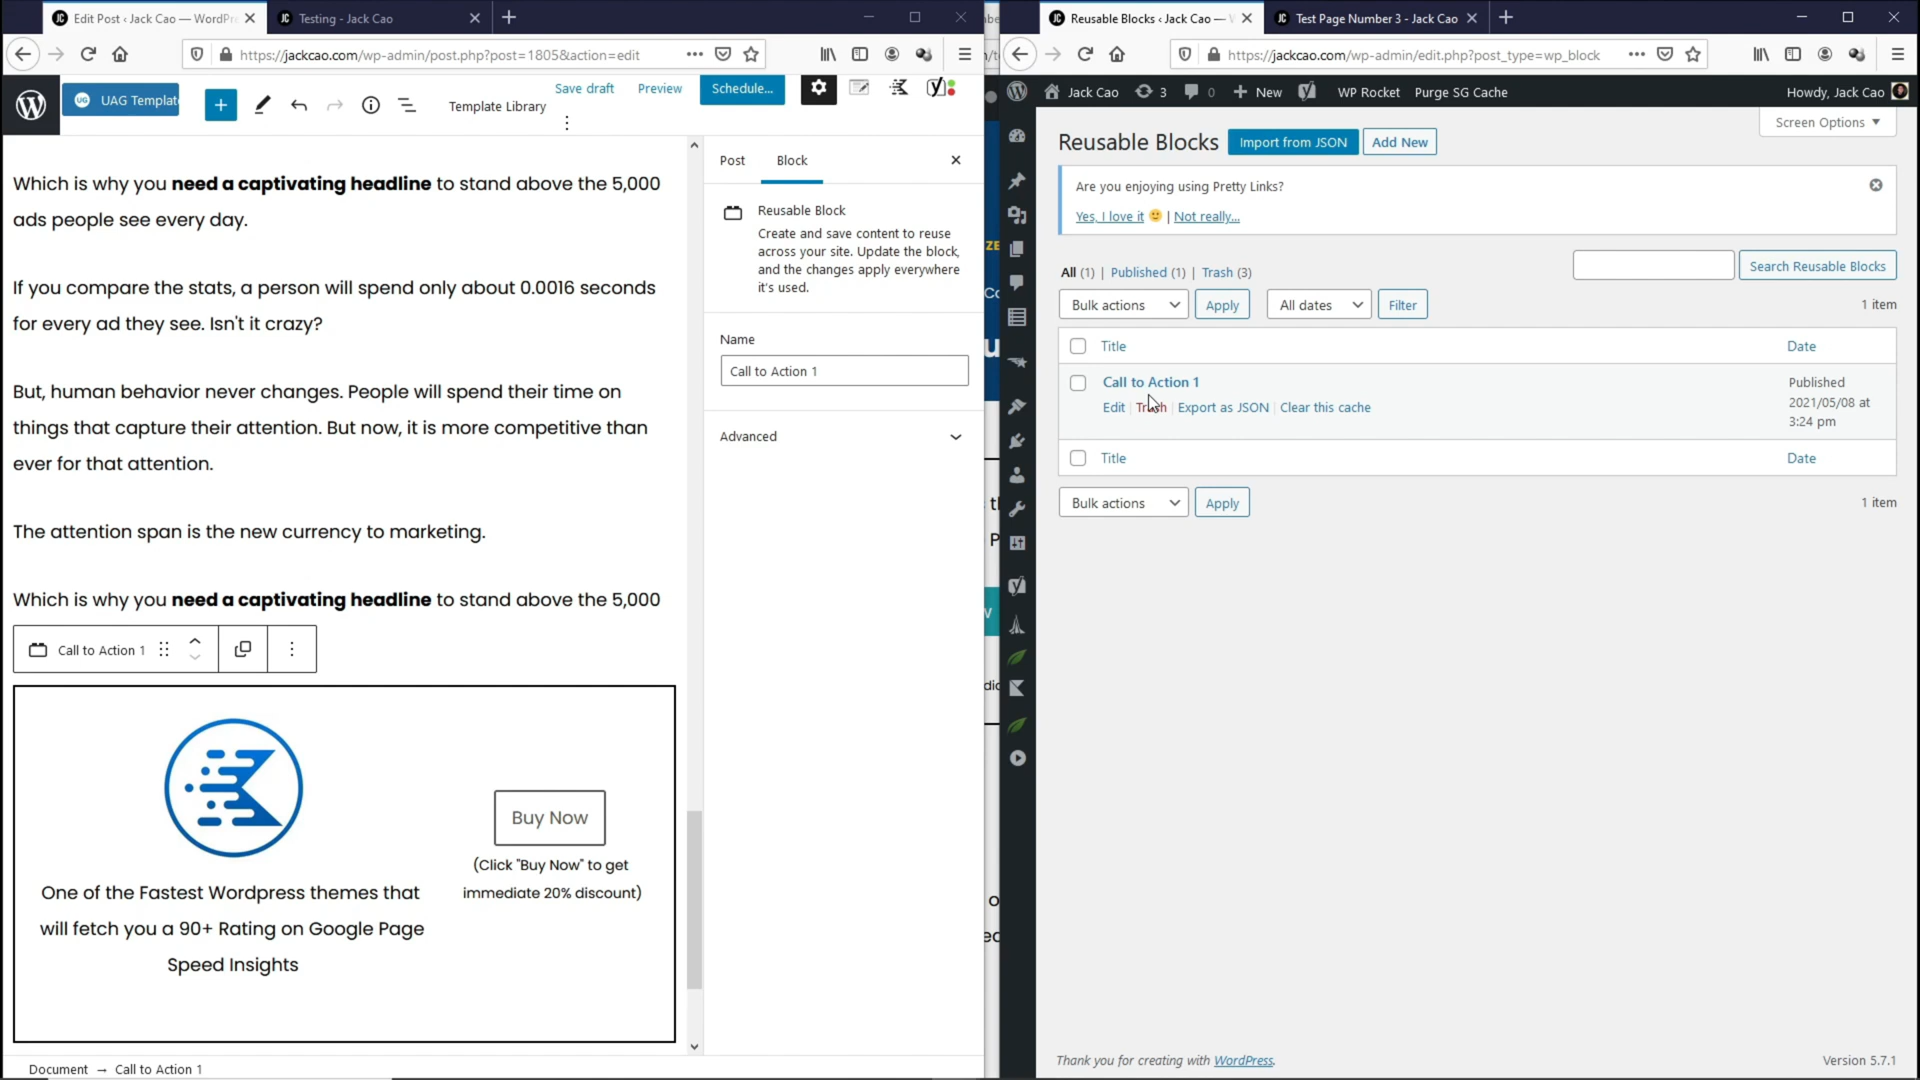 Edit Post ‹ Jack Cao — WordPr
Testing - Jack Cao
https://jackcao.com/wp-admin/post.php?post=1805&action=edit
UAG Templat
Template Library
Save draft
Preview
Schedule...
Which is why you need a captivating headline to stand above the 5,000
ads people see every day.
If you compare the stats, a person will spend only about 0.0016 seconds
for every ad they see. Isn't it crazy?
But, human behavior never changes. People will spend their time on
things that capture their attention. But now, it is more competitive than
ever for that attention.
The attention span is the new currency to marketing.
Which is why you need a captivating headline to stand above the 5,000
Call to Action 1
One of the Fastest Wordpress themes that
will fetch you a 90+ Rating on Google Page
Speed Insights
Buy Now
(Click "Buy Now" to get
immediate 20% discount)
Document → Call to Action 1
Post
Block
Reusable Block
Create and save content to reuse
across your site. Update the block,
and the changes apply everywhere
it's used.
Name
Call to Action 1
Advanced
Reusable Blocks ‹ Jack Cao — W
Test Page Number 3 - Jack Cao
https://jackcao.com/wp-admin/edit.php?post_type=wp_block
Jack Cao
3
0
New
WP Rocket
Purge SG Cache
Howdy, Jack Cao
Screen Options
Reusable Blocks
Import from JSON
Add New
Are you enjoying using Pretty Links?
Yes, I love it 🙂 | Not really...
All (1) | Published (1) | Trash (3)
Search Reusable Blocks
Bulk actions
Apply
All dates
Filter
1 item
Title
Date
Call to Action 1
Edit | Trash | Export as JSON | Clear this cache
Published
2021/05/08 at
3:24 pm
Title
Date
Bulk actions
Apply
1 item
Thank you for creating with WordPress.
Version 5.7.1